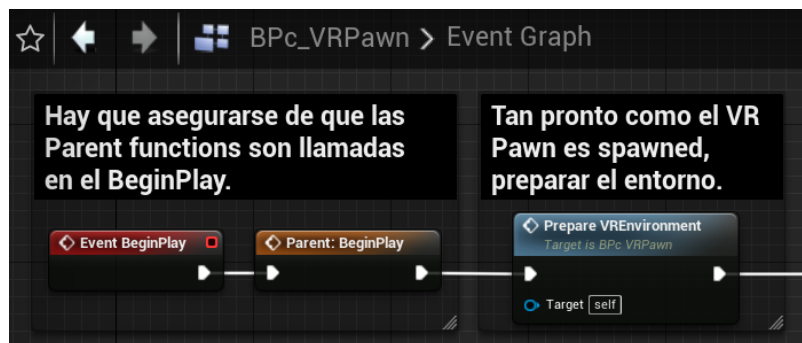 BPc_VRPawn > Event Graph
Hay que asegurarse de que las
Parent functions son llamadas
en el BeginPlay.
Tan pronto como el VR
Pawn es spawned,
preparar el entorno.
Event BeginPlay
Parent: BeginPlay
Prepare VREnvironment
Target is BPc VRPawn
Target self